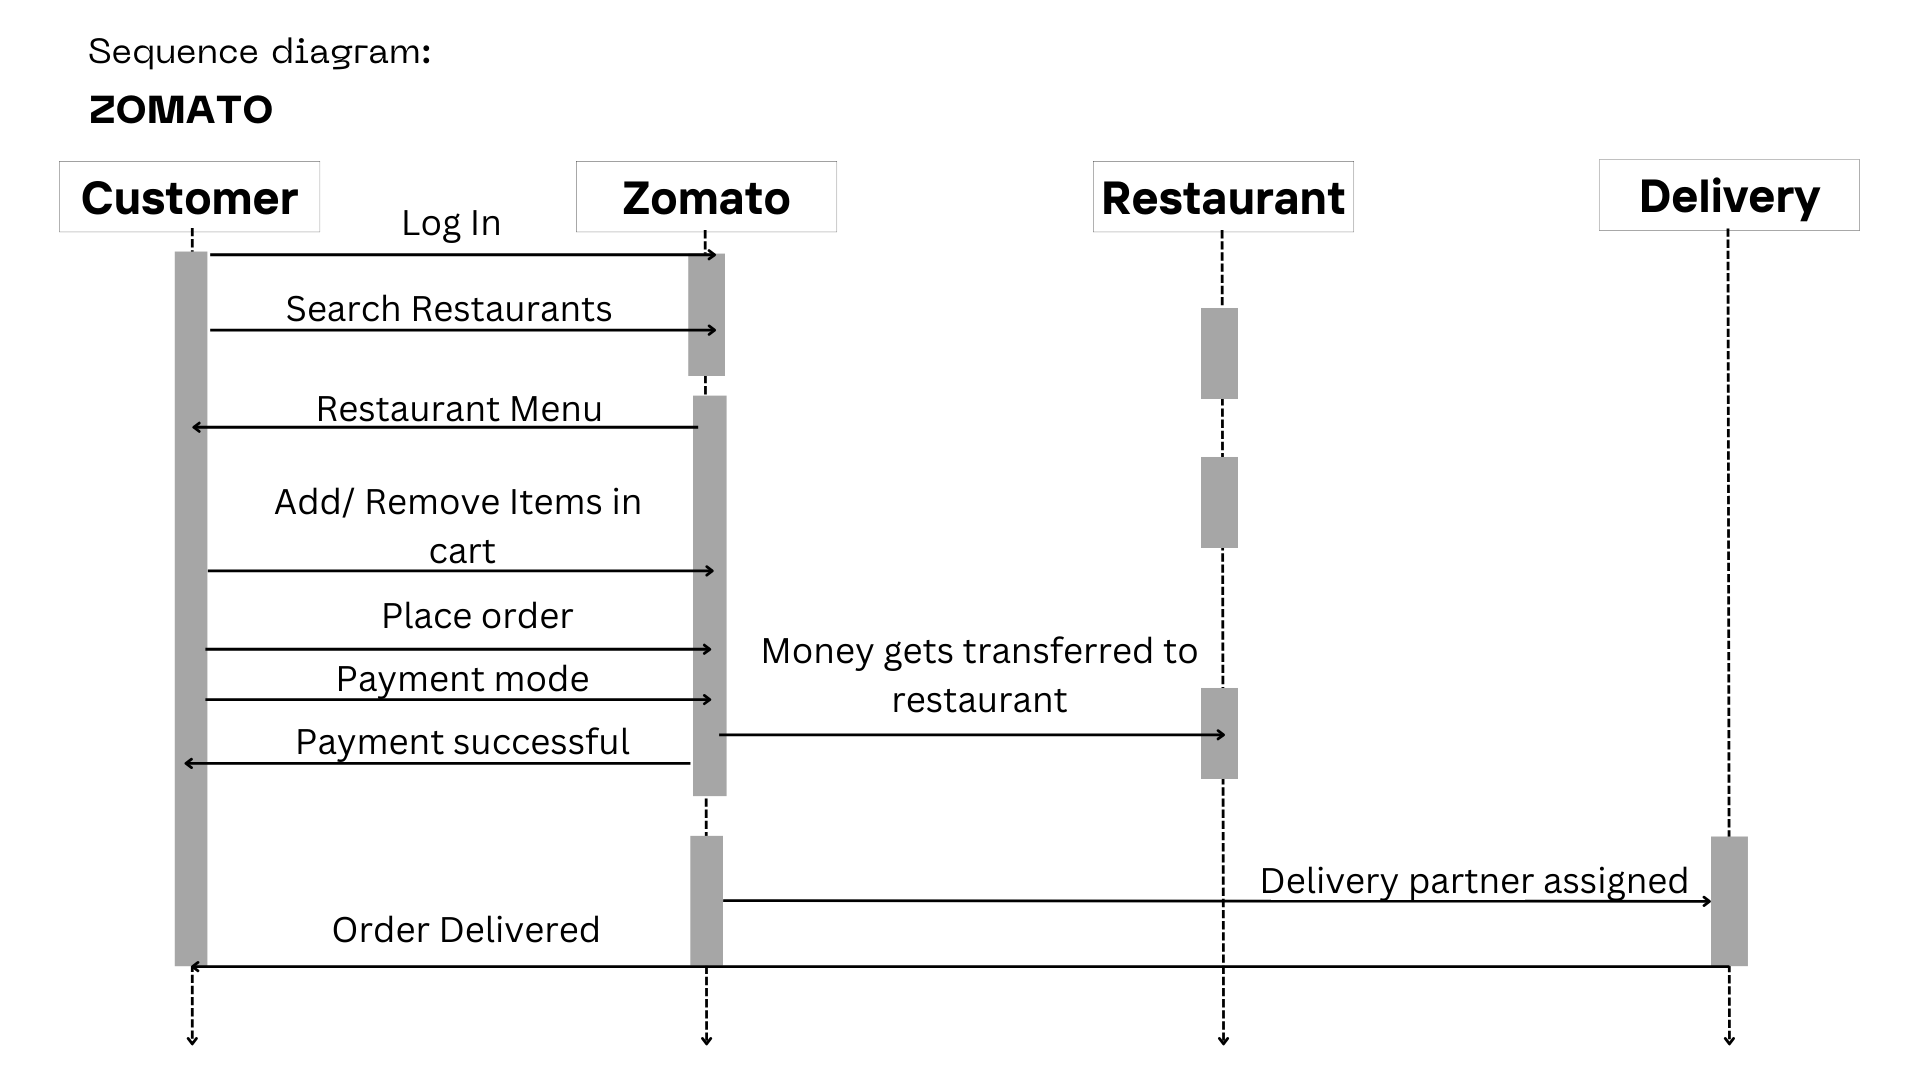 Sequence diagram:
ZOMATO
Customer
Zomato
Restaurant
Delivery
Log In
Search Restaurants
Restaurant Menu
Add/ Remove Items in
cart
Place order
Money gets transferred to
restaurant
Payment mode
Payment successful
Delivery partner assigned
Order Delivered